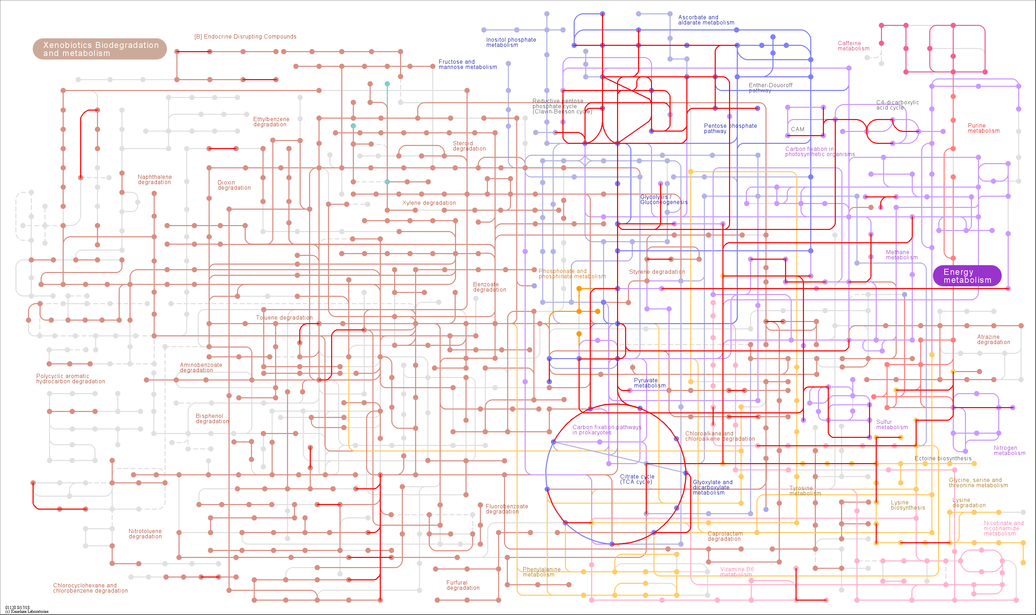 Xenobiotics Biodegradation
and metabolism
[B] Endocrine Disrupting Compounds
Inositol phosphate
metabolism
Ascorbate and
aldarate metabolism
Caffeine
metabolism
Fructose and
mannose metabolism
Entner-Doudoroff
pathway
Reductive pentose
phosphate cycle
(Calvin-Benson cycle)
C4-dicarboxylic
acid cycle
Ethylbenzene
degradation
Pentose phosphate
pathway
CAM
Purine
metabolism
Steroid
degradation
Carbon fixation in
photosynthetic organisms
Naphthalene
degradation
Dioxin
degradation
Xylene degradation
Glycolysis /
Gluconeogenesis
Methane
metabolism
Energy
metabolism
Phosphonate and
phosphinate metabolism
Styrene degradation
Benzoate
degradation
Toluene degradation
Atrazine
degradation
Polycyclic aromatic
hydrocarbon degradation
Aminobenzoate
degradation
Pyruvate
metabolism
Bisphenol
degradation
Carbon fixation pathways
in prokaryotes
Chloroalkane and
chloroalkene degradation
Sulfur
metabolism
Nitrogen
metabolism
Ectoine biosynthesis
Citrate cycle
(TCA cycle)
Glyoxylate and
dicarboxylate
metabolism
Tyrosine
metabolism
Glycine, serine and
threonine metabolism
Lysine
biosynthesis
Lysine
degradation
Fluorobenzoate
degradation
Nitrotoluene
degradation
Caprolactam
degradation
Nicotinate and
nicotinamide
metabolism
Phenylalanine
metabolism
Vitamine B6
metabolism
Chlorocyclohexane and
chlorobenzene degradation
Furfural
degradation
(c) Kanehisa Laboratories